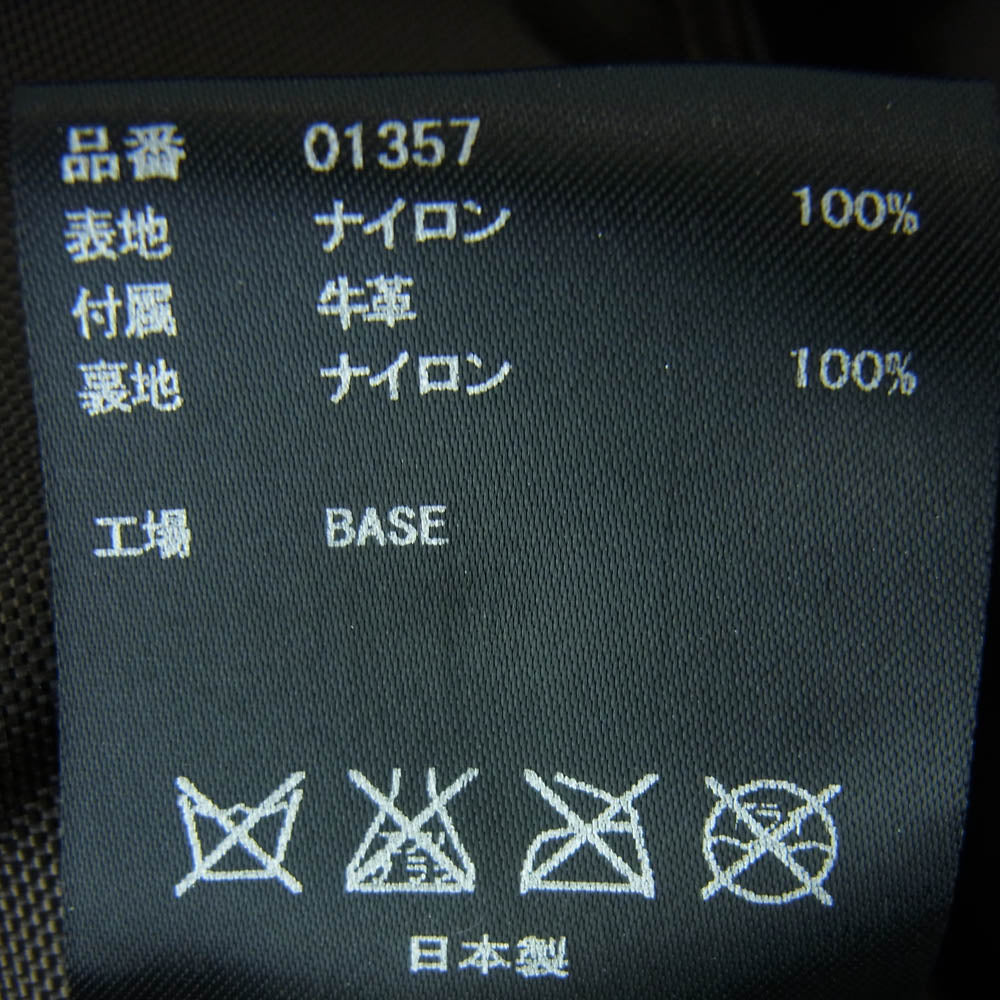 品番 01357
表地 ナイロン 100%
付属 牛革
裏地 ナイロン 100%
工場 BASE
日本製